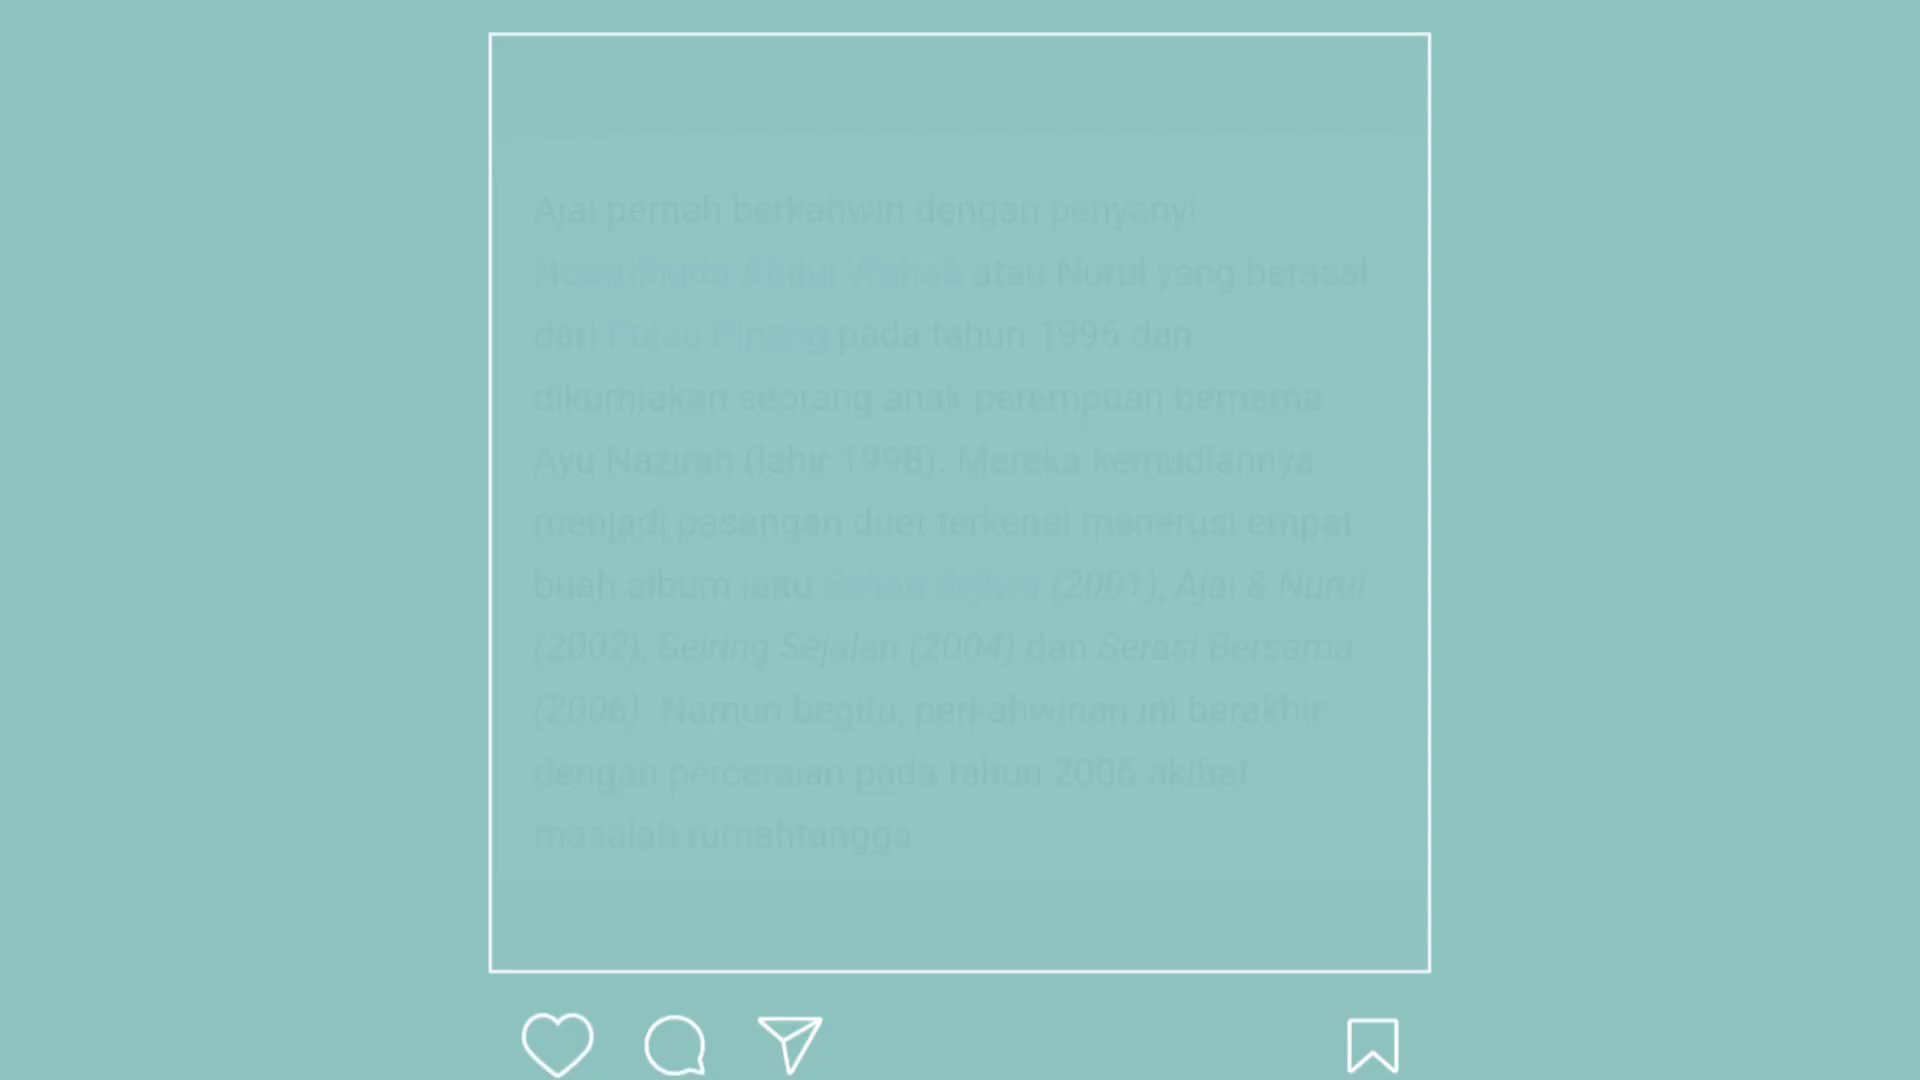 Ajai pernah berkahwin dengan penyanyi
Noorulhuda Abdul Wahab atau Nurul yang berasal
dari Pulau Pinang pada tahun 1996 dan
dikurniakan seorang anak perempuan bernama
Ayu Nazirah (lahir 1998). Mereka kemudiannya
menjadi pasangan duet terkenal menerusi empat
buah album iaitu (2001), Ajai & Nurul
(2002), Seiring Sejalan (2004) dan Serasi Bersama
(2006). Namun begitu, perkahwinan ini berakhir
dengan perceraian pada tahun 2006 akibat
masalah rumahtangga